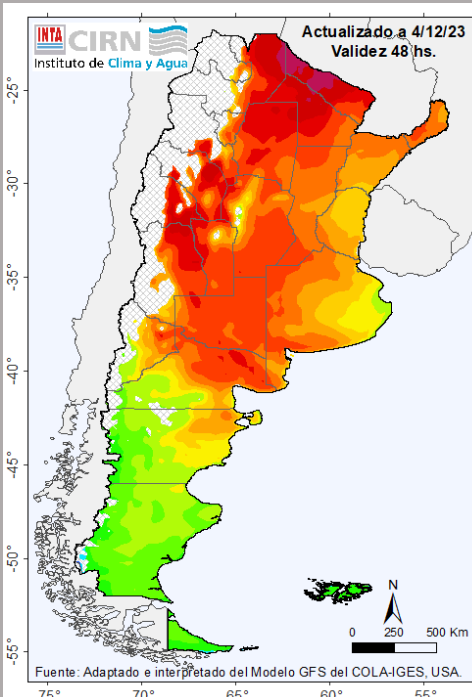 INTA CIRN
Instituto de Clima y Agua
Actualizado a 4/12/23
Validez 48 hs.
-25°
-30°
-35°
-40°
-45°
-50°
-55°
N
0 250 500 Km
Fuente: Adaptado e interpretado del Modelo GFS del COLA-IGES, USA.
-75° -70° -65° -60° -55°